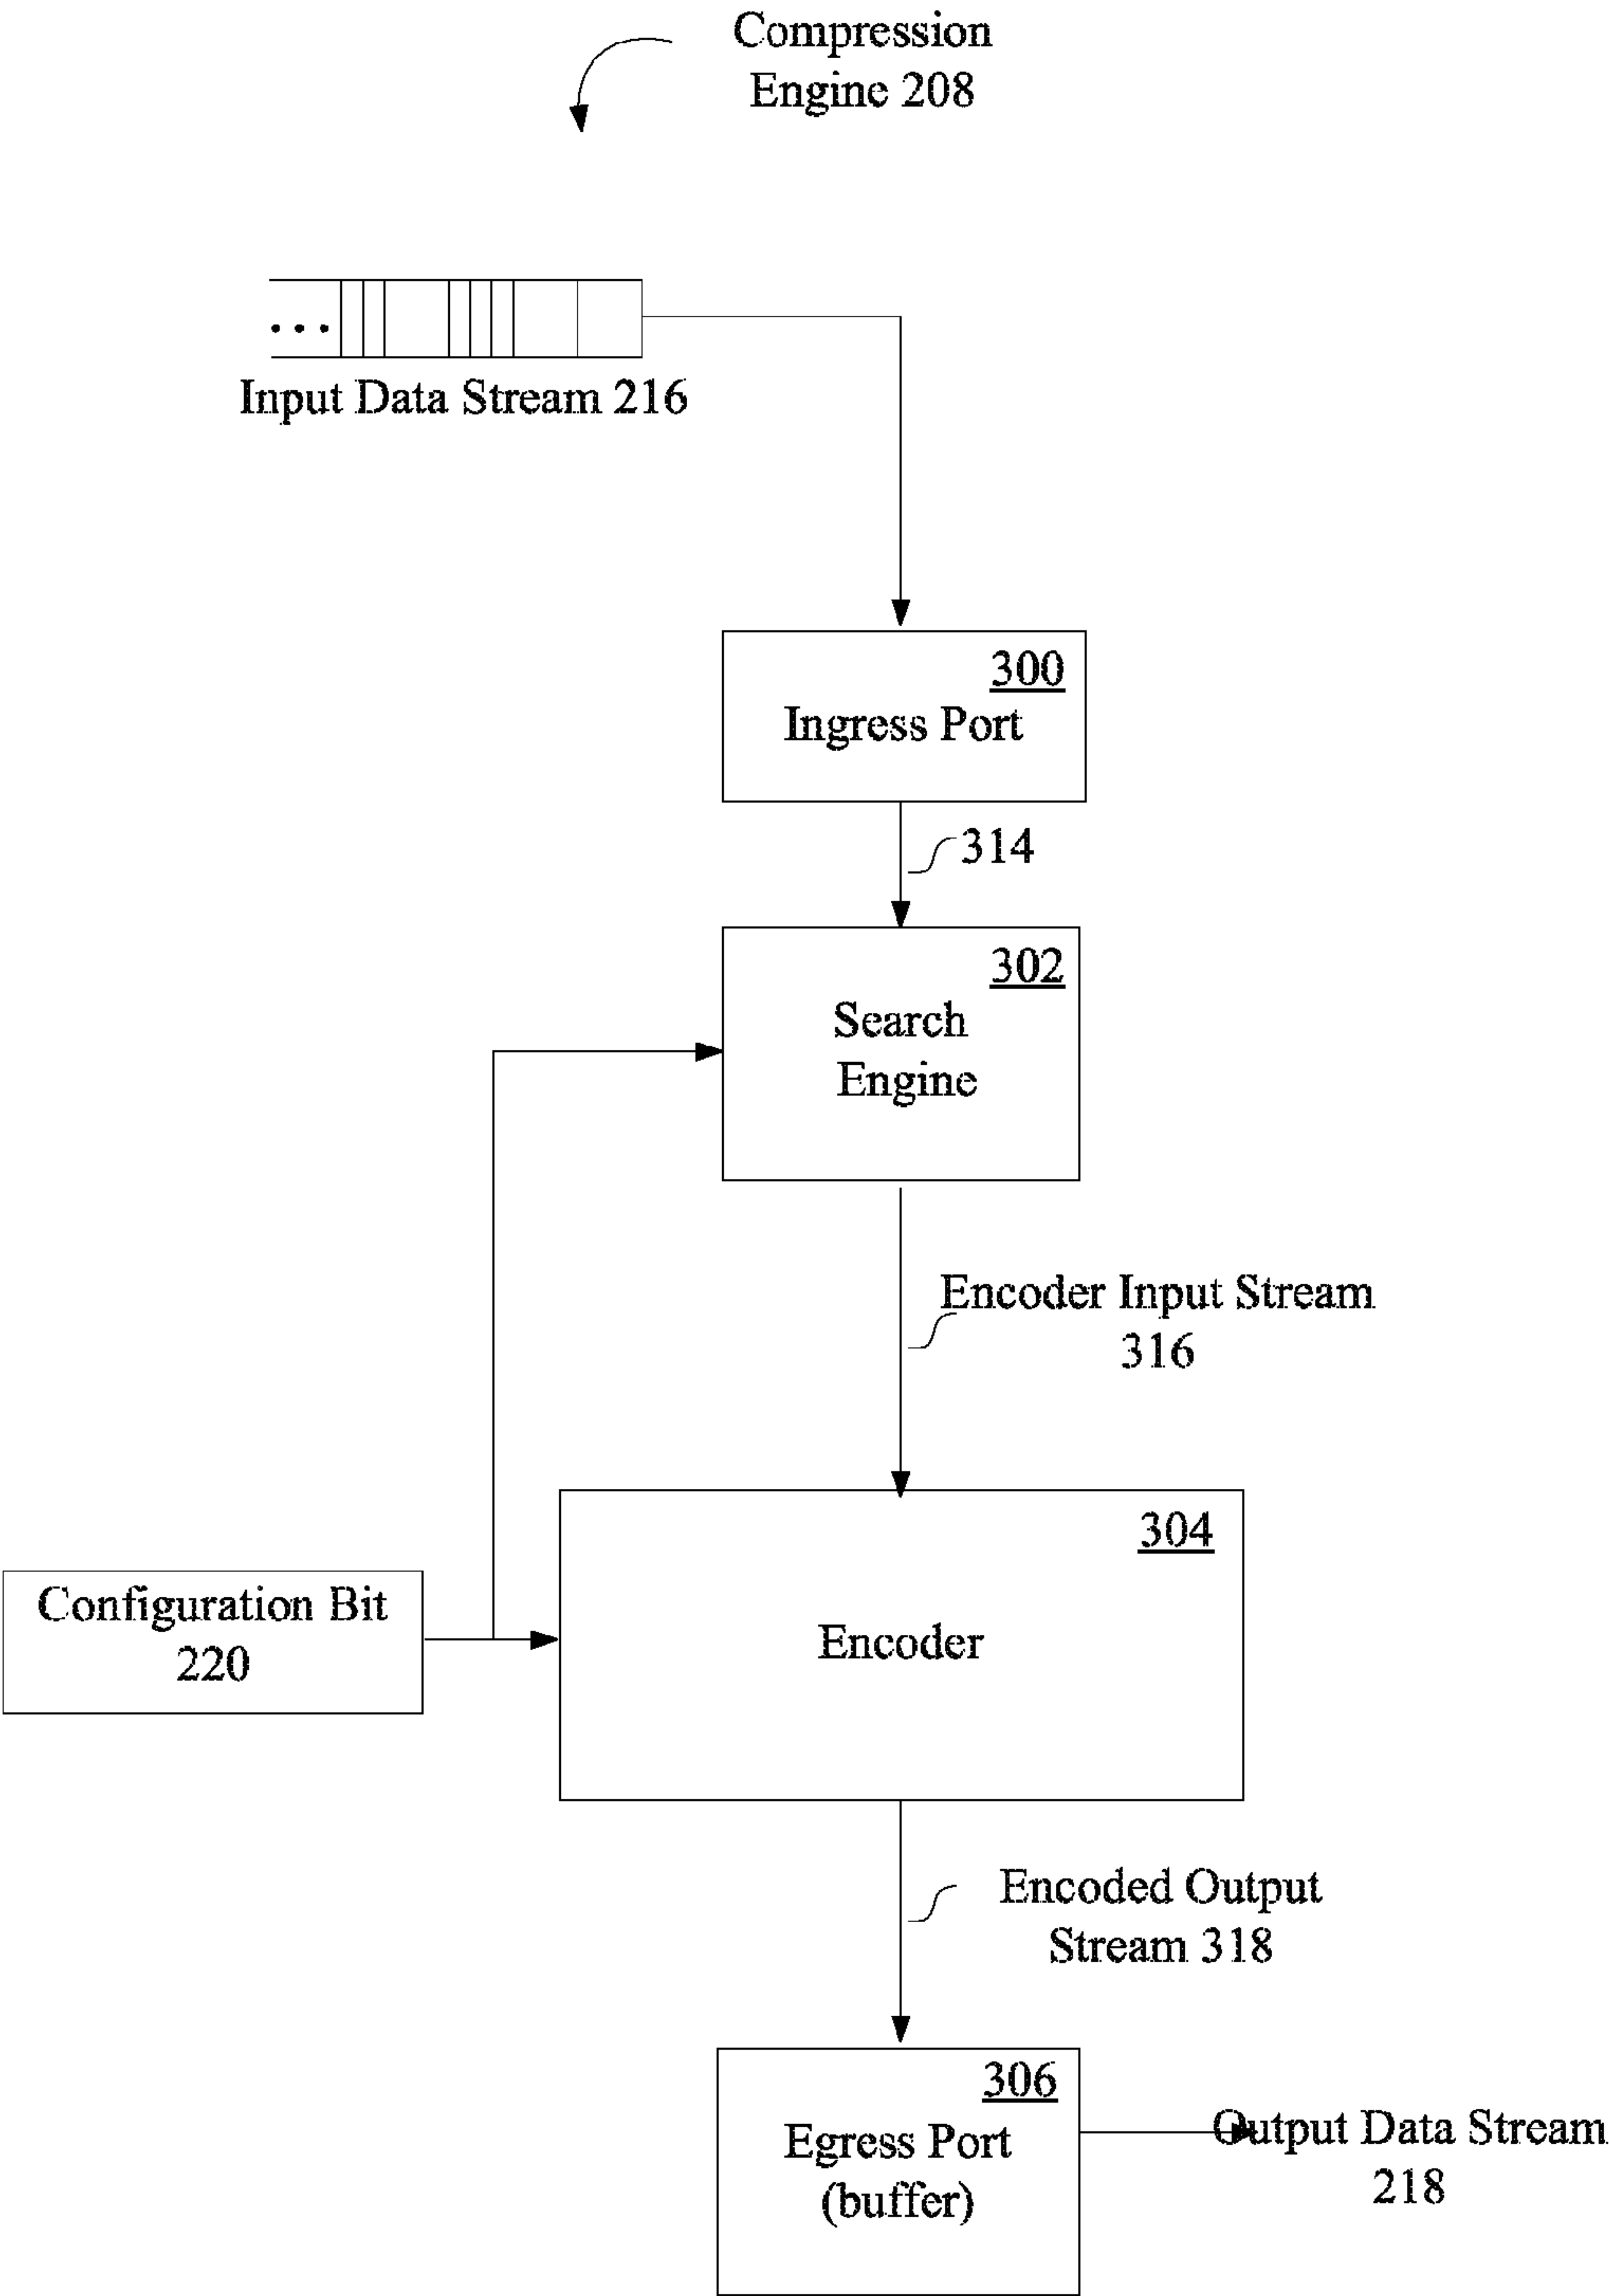 Compression
Engine 208
...
Input Data Stream 216
300
Ingress Port
314
302
Search
Engine
Encoder Input Stream
316
304
Encoder
Configuration Bit
220
Encoded Output
Stream 318
306
Egress Port
(buffer)
Output Data Stream
218